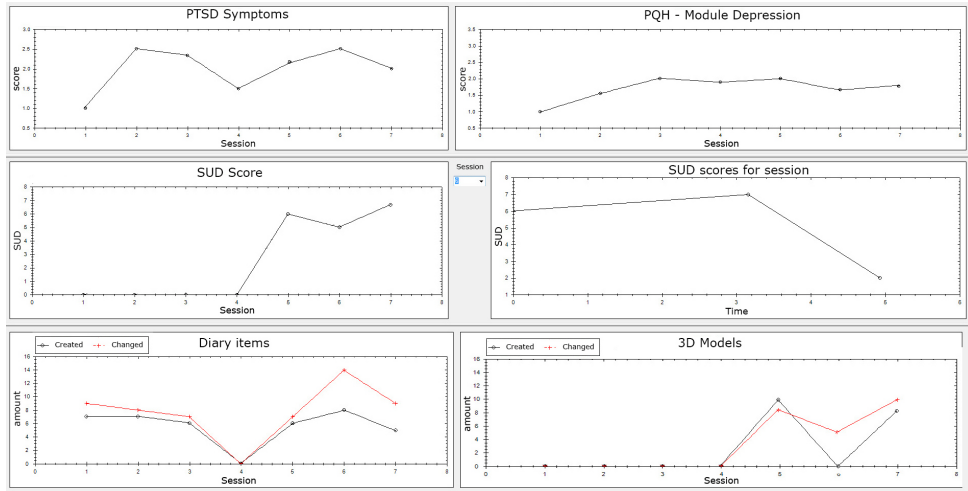 PTSD Symptoms
3.0
2.5
2.0
1.5
1.0
0.5
score
0 1 2 3 4 5 6 7 8
Session
PQH - Module Depression
3.5
3.0
2.5
2.0
1.5
1.0
0.5
score
0 1 2 3 4 5 6 7 8
Session
SUD Score
8
7
6
5
4
3
2
1
0
SUD
0 1 2 3 4 5 6 7 8
Session
Session
SUD scores for session
8
7
6
5
4
3
2
1
SUD
0 1 2 3 4 5 6
Time
Created Changed
Diary items
16
14
12
10
8
6
4
2
0
amount
0 1 2 3 4 5 6 7 8
Session
Created Changed
3D Models
16
14
12
10
8
6
4
2
0
amount
0 1 2 3 4 5 7 8
Session